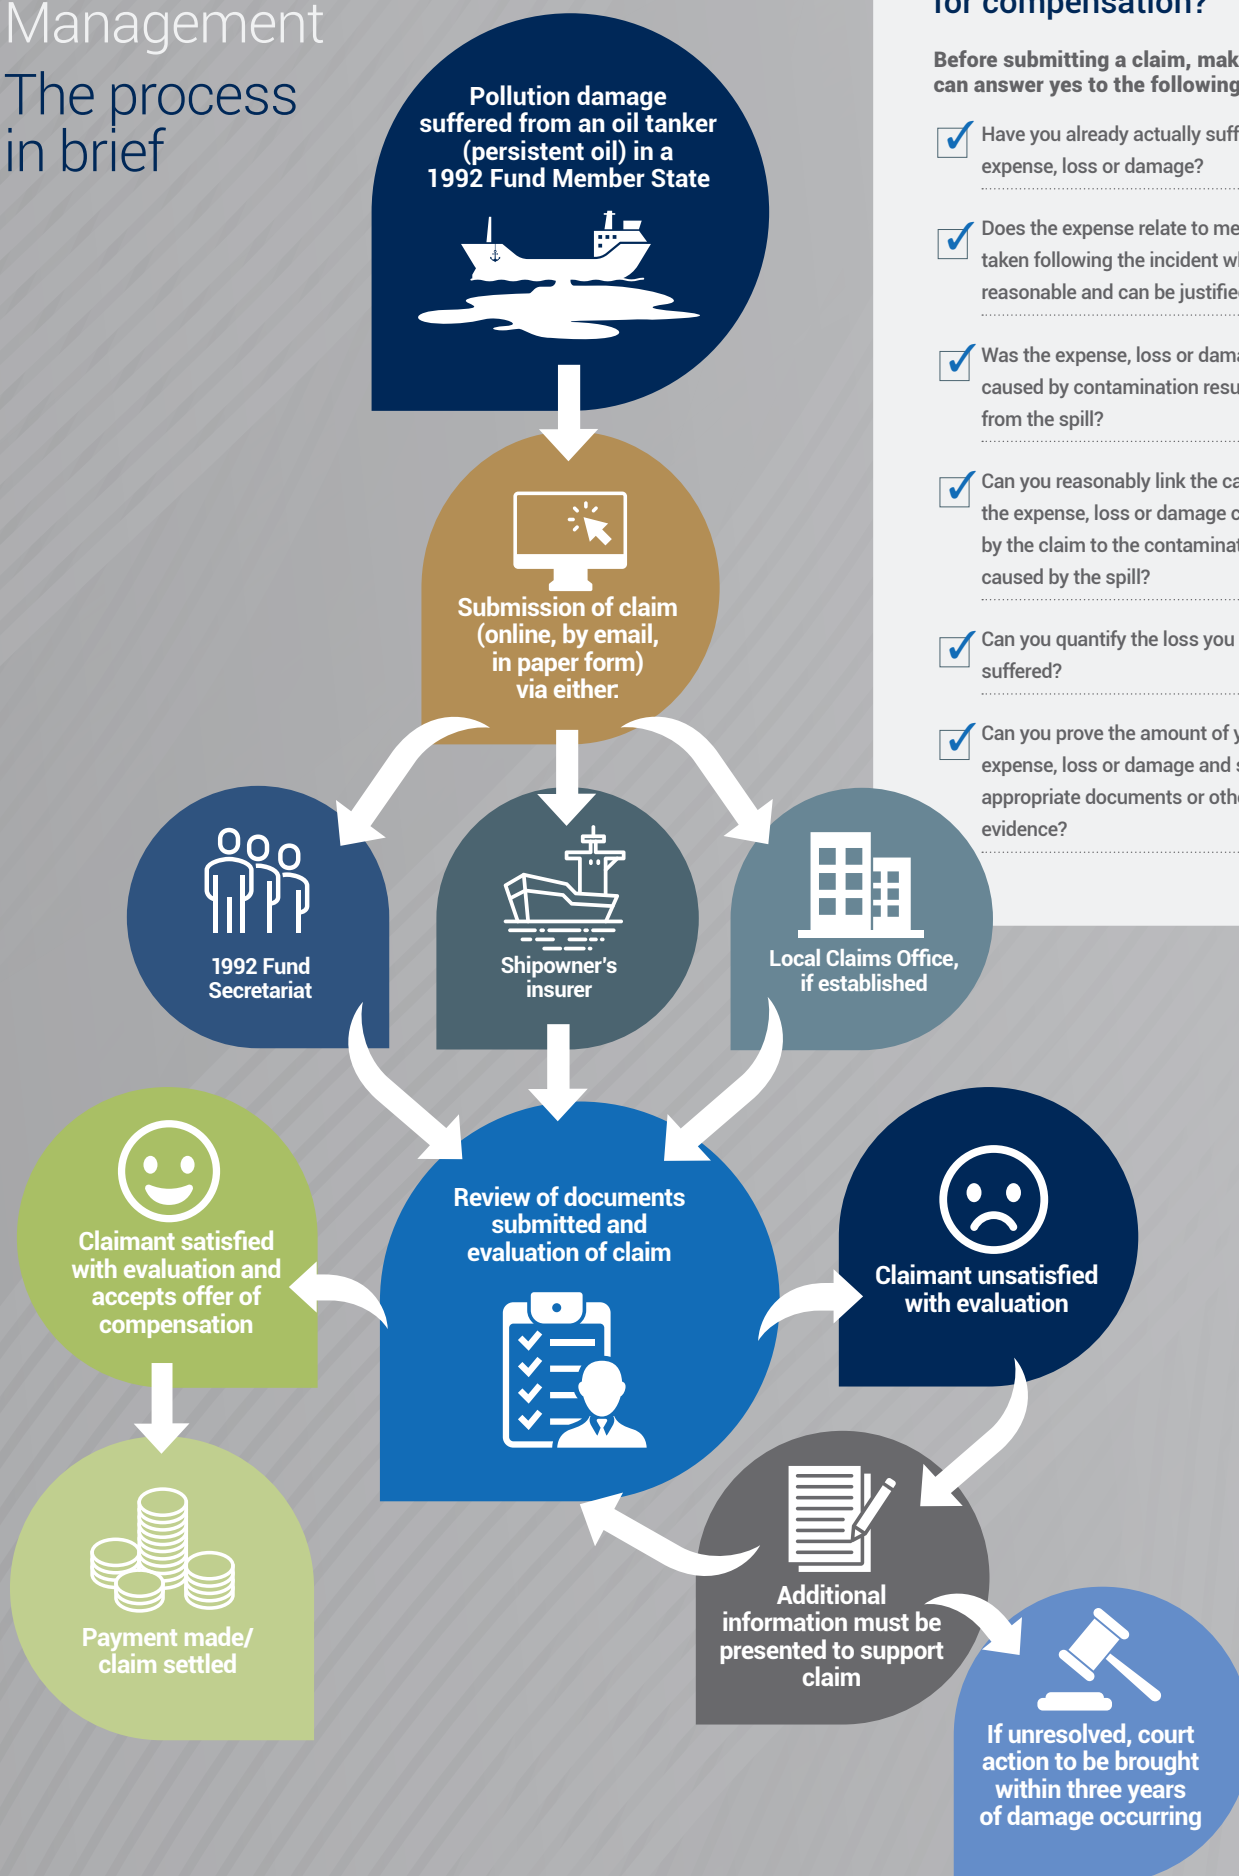 Management
The process
in brief
Pollution damage
suffered from an oil tanker
(persistent oil) in a
1992 Fund Member State
Submission of claim
(online, by email,
in paper form)
via either:
1992 Fund
Secretariat
Shipowner's
insurer
Local Claims Office,
if established
Review of documents
submitted and
evaluation of claim
Claimant satisfied
with evaluation and
accepts offer of
compensation
Payment made/
claim settled
Claimant unsatisfied
with evaluation
Additional
information must be
presented to support
claim
If unresolved, court
action to be brought
within three years
of damage occurring
for compensation?
Before submitting a claim, mak
can answer yes to the following
Have you already actually suff
expense, loss or damage?
Does the expense relate to me
taken following the incident w
reasonable and can be justifie
Was the expense, loss or dama
caused by contamination resu
from the spill?
Can you reasonably link the ca
the expense, loss or damage c
by the claim to the contaminat
caused by the spill?
Can you quantify the loss you
suffered?
Can you prove the amount of y
expense, loss or damage and s
appropriate documents or othe
evidence?